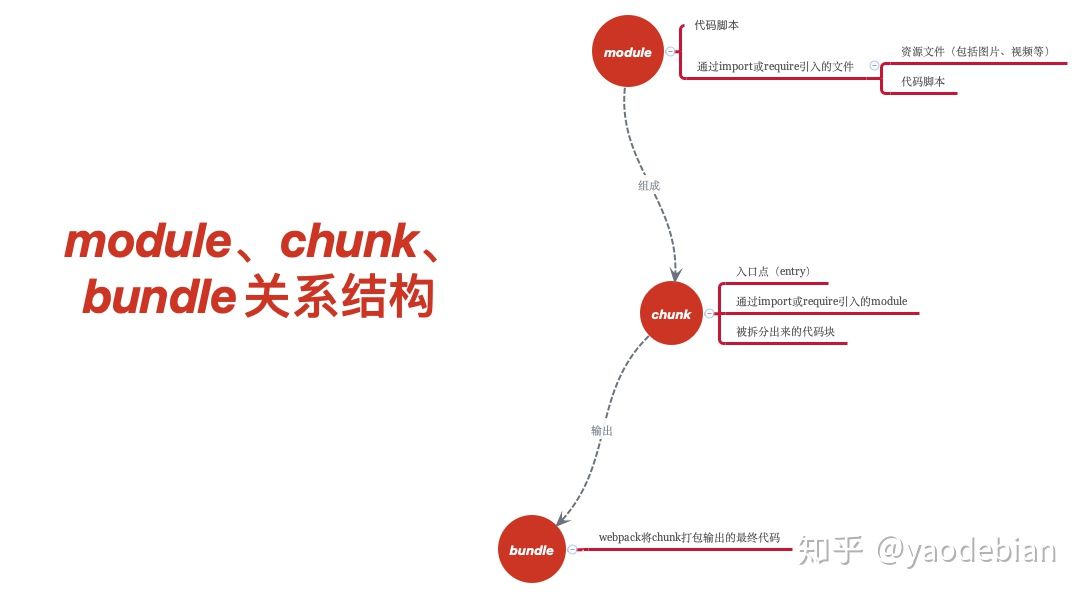 module、chunk、
bundle关系结构
module
代码脚本
通过import或require引入的文件
资源文件（包括图片、视频等）
代码脚本
组成
chunk
入口点（entry）
通过import或require引入的module
被拆分出来的代码块
输出
bundle
webpack将chunk打包输出的最终代码
知乎 @yaodebian